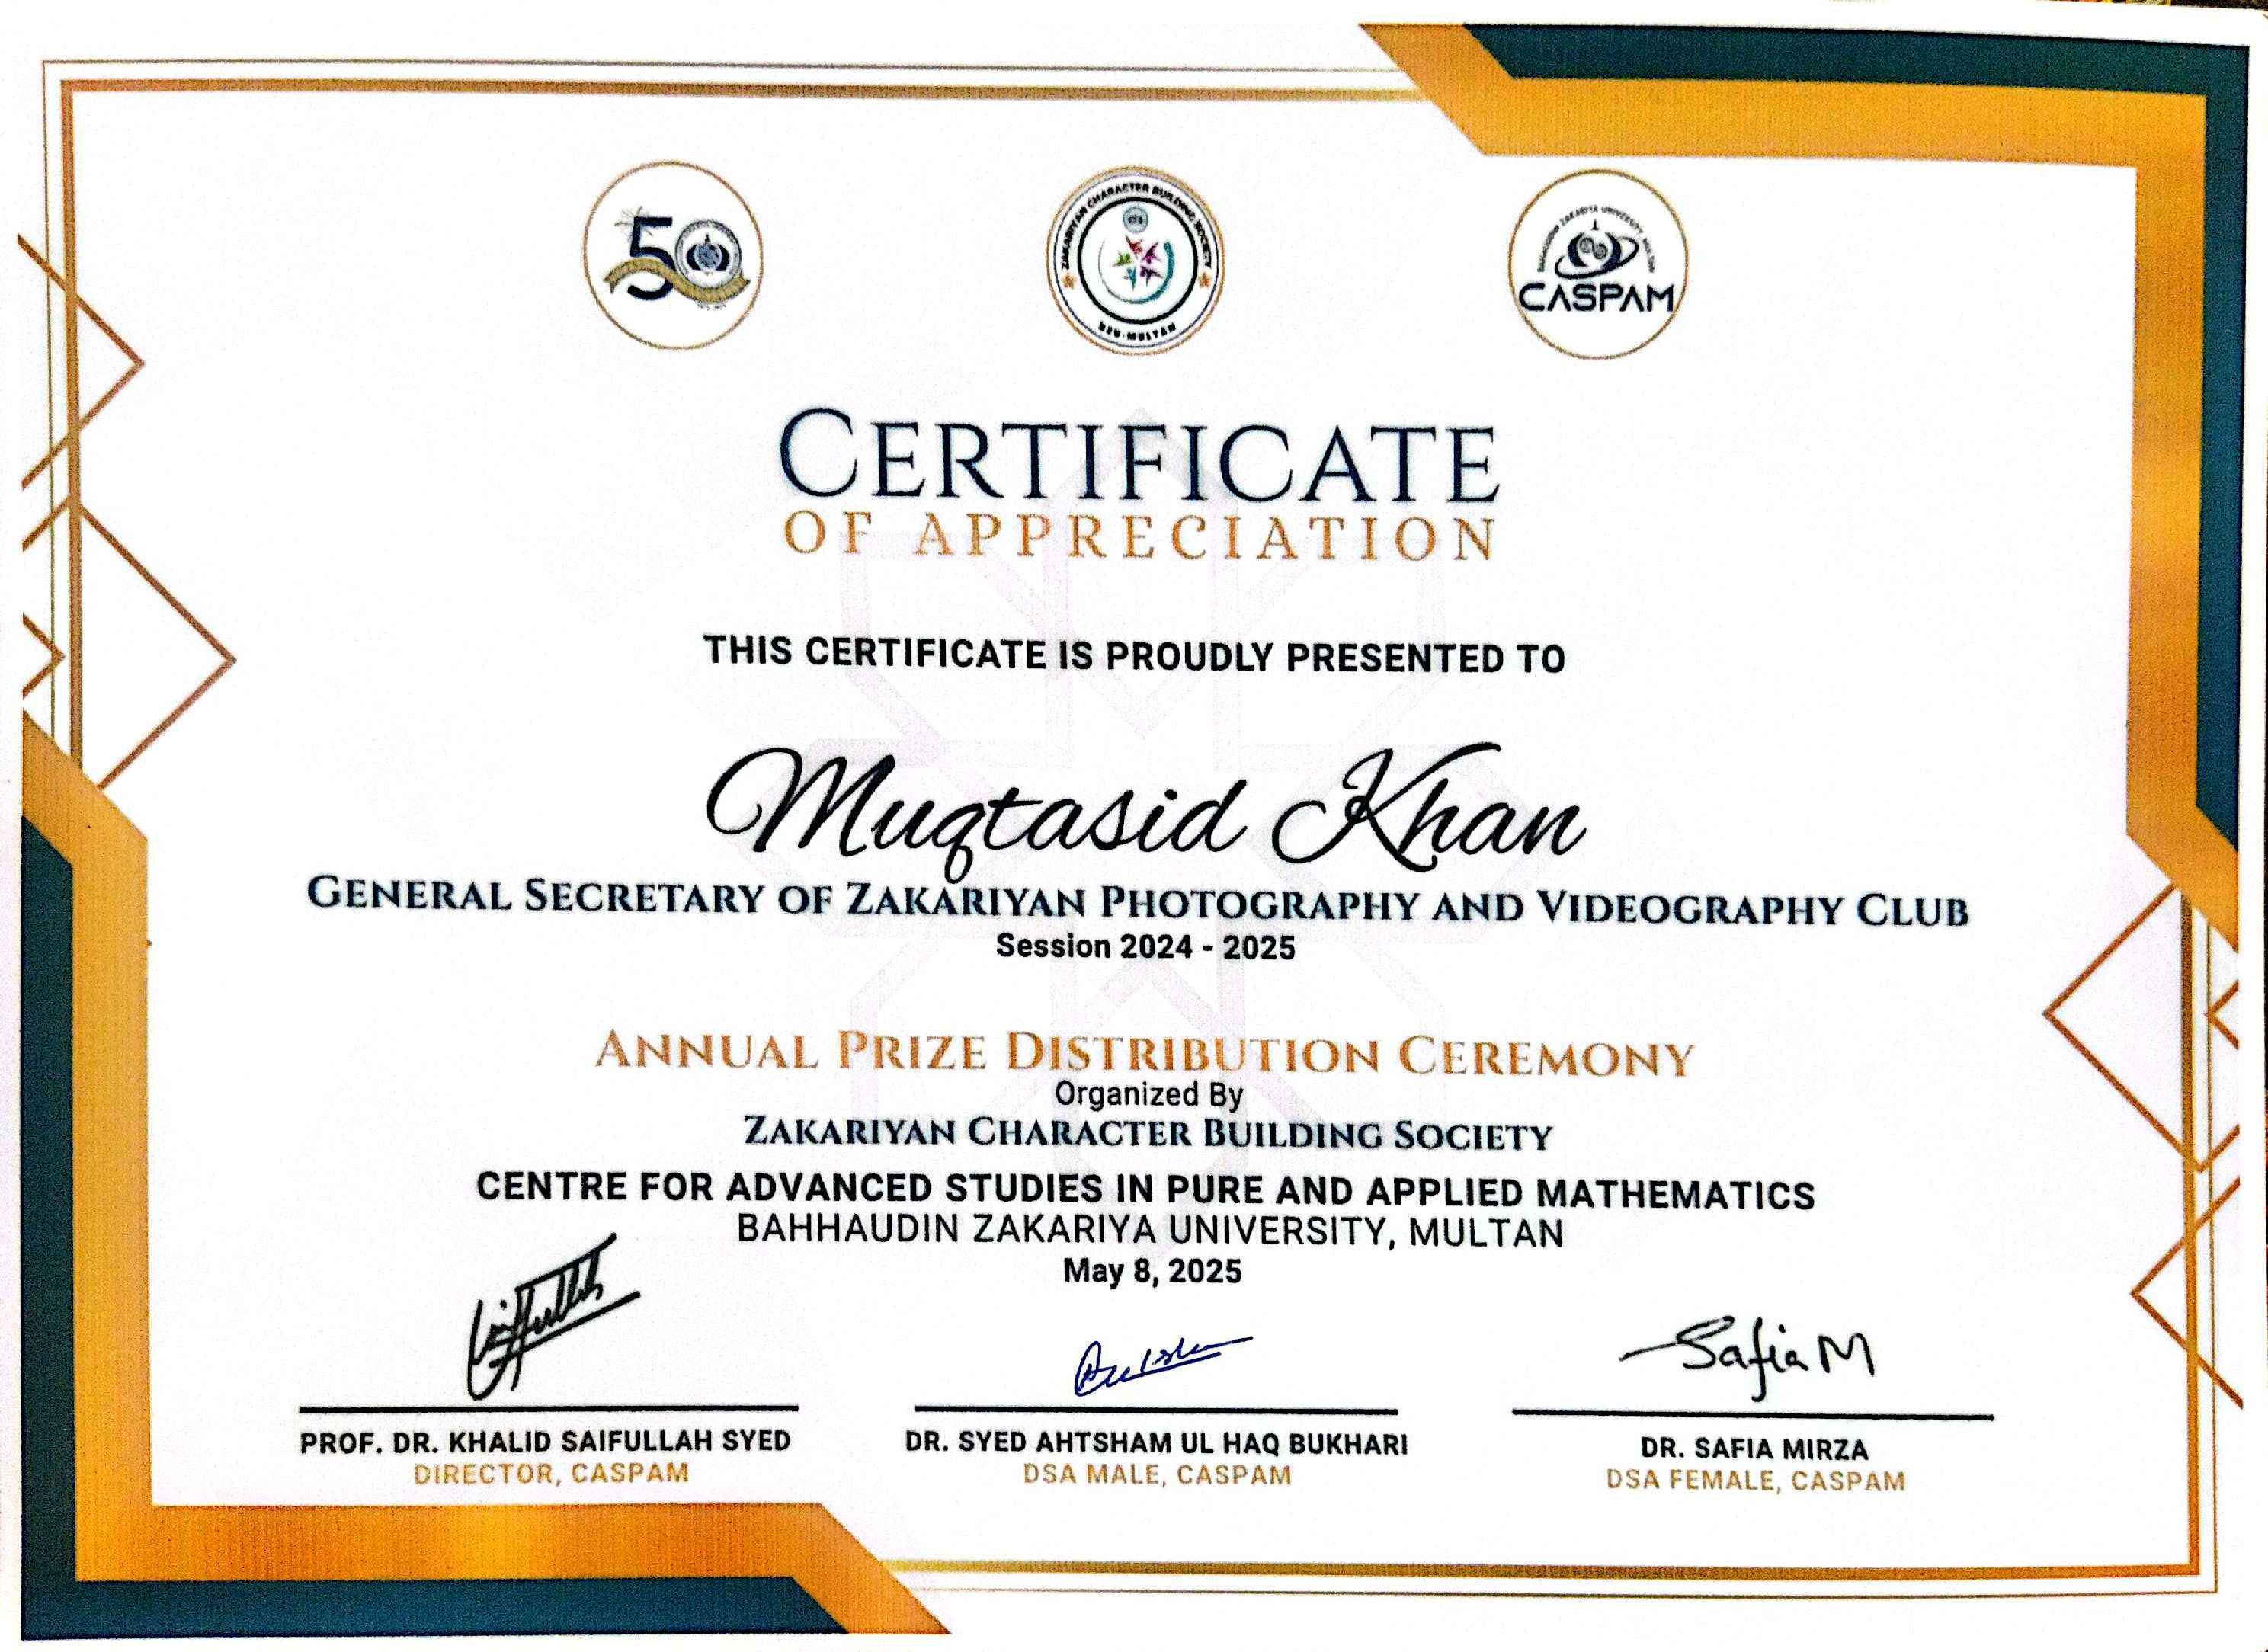 50
ZAKARIYAN CHARACTER BUILDING SOCIETY
BZU-MULTAN
BAHAUDDIN ZAKARIYA UNIVERSITY, MULTAN
CASPAM
CERTIFICATE
OF APPRECIATION
THIS CERTIFICATE IS PROUDLY PRESENTED TO
Muqtasid Khan
GENERAL SECRETARY OF ZAKARIYAN PHOTOGRAPHY AND VIDEOGRAPHY CLUB
Session 2024 - 2025
ANNUAL PRIZE DISTRIBUTION CEREMONY
Organized By
ZAKARIYAN CHARACTER BUILDING SOCIETY
CENTRE FOR ADVANCED STUDIES IN PURE AND APPLIED MATHEMATICS
BAHHAUDIN ZAKARIYA UNIVERSITY, MULTAN
May 8, 2025
Safia M
PROF. DR. KHALID SAIFULLAH SYED
DIRECTOR, CASPAM
DR. SYED AHTSHAM UL HAQ BUKHARI
DSA MALE, CASPAM
DR. SAFIA MIRZA
DSA FEMALE, CASPAM